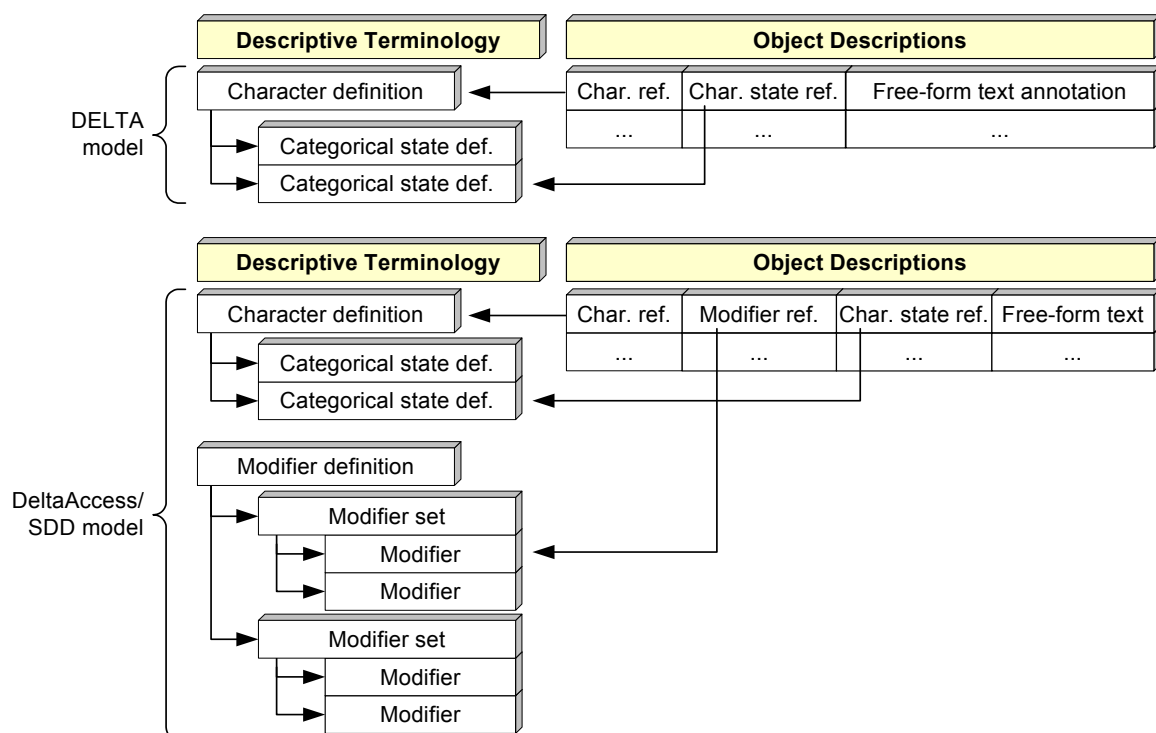 Descriptive Terminology Object Descriptions
Character definition Char. ref. Char. state ref. Free-form text annotation
... ... ...
DELTA
model
Categorical state def.
Categorical state def.
Descriptive Terminology Object Descriptions
Character definition Char. ref. Modifier ref. Char. state ref. Free-form text
... ... ... ...
Categorical state def.
Categorical state def.
Modifier definition
DeltaAccess/
SDD model
Modifier set
Modifier
Modifier
Modifier set
Modifier
Modifier